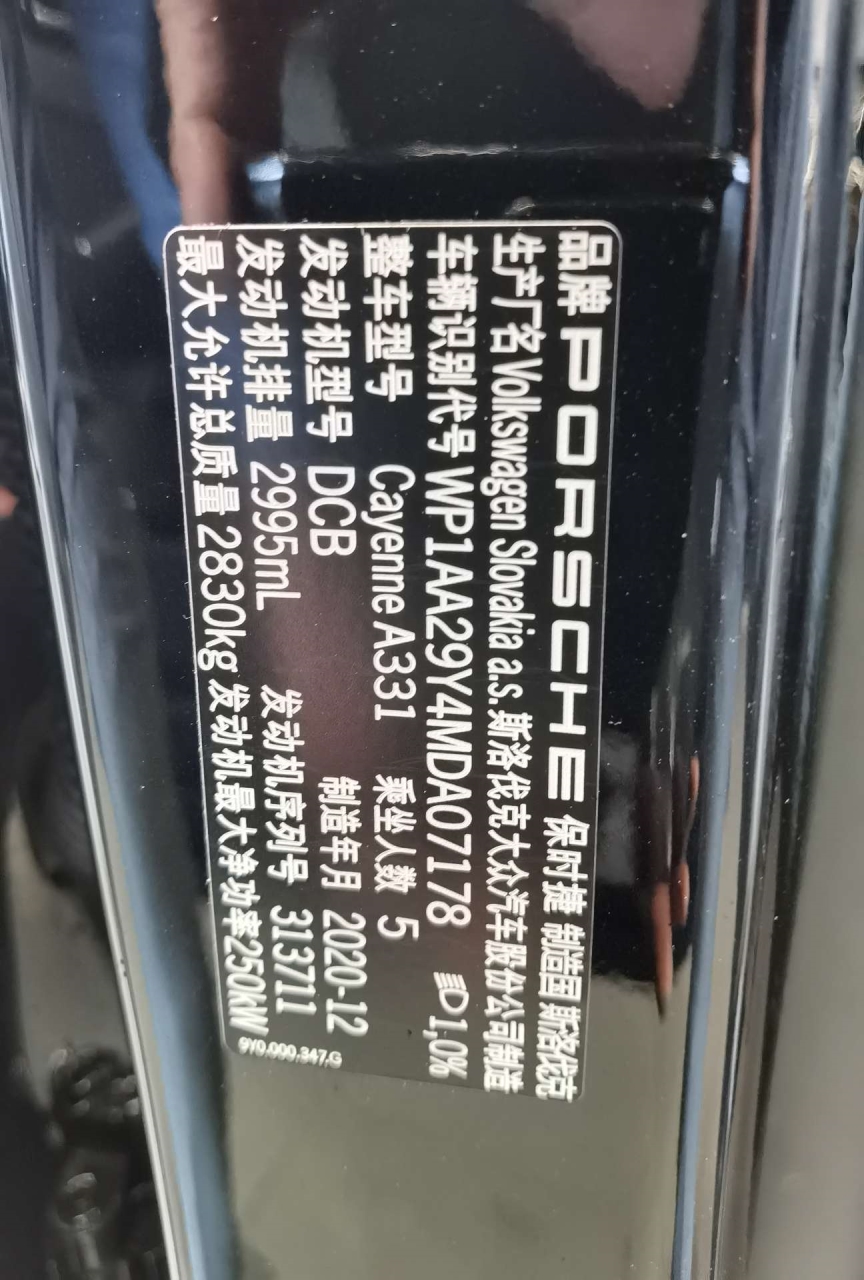 品牌 PORSCHE 保时捷 制造国 斯洛伐克
生产厂名 Volkswagen Slovakia a.s. 斯洛伐克大众汽车股份公司制造
车辆识别代号 WP1AA29Y4MDA07178 1,0%
整车型号 Cayenne A331 乘坐人数 5
发动机型号 DCB 制造年月 2020-12
发动机排量 2995mL 发动机序列号 313711
最大允许总质量 2830kg 发动机最大净功率250kW
9Y0.000.347.G